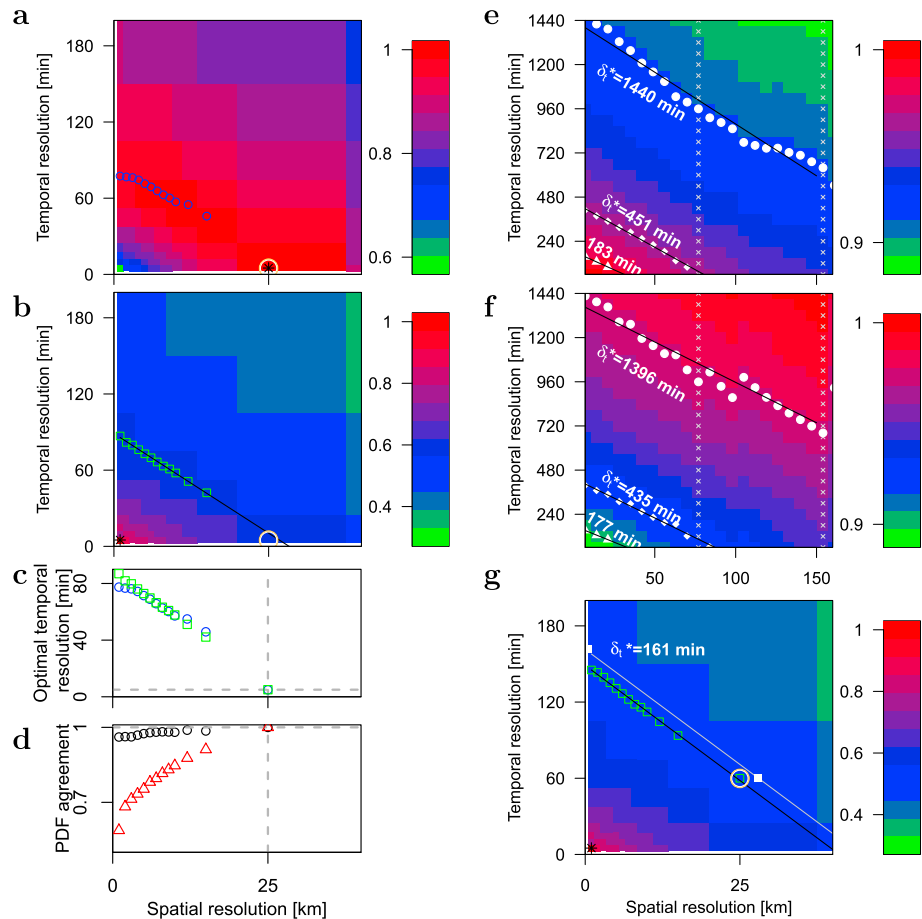 a
Temporal resolution [min]
180
120
60
0
1
0.8
0.6
b
Temporal resolution [min]
180
120
60
0
1
0.8
0.6
0.4
c
Optimal temporal
resolution [min]
80
40
0
d
PDF agreement
1
0.7
0
25
Spatial resolution [km]
e
Temporal resolution [min]
1440
1200
960
720
480
240
δt*=1440 min
δt*=451 min
183 min
1
0.9
f
Temporal resolution [min]
1440
1200
960
720
480
240
δt*=1396 min
δt*=435 min
177 min
50
100
150
1
0.9
g
Temporal resolution [min]
180
120
60
0
δt*=161 min
0
25
Spatial resolution [km]
1
0.8
0.6
0.4